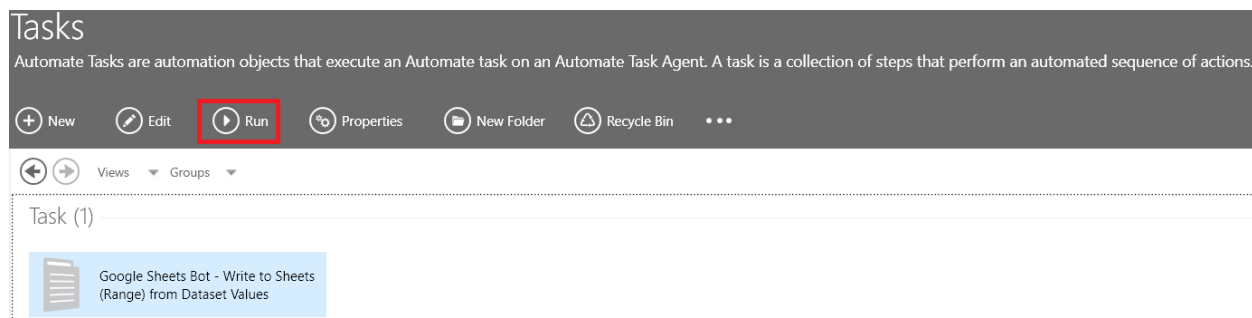 Tasks
Automate Tasks are automation objects that execute an Automate task on an Automate Task Agent. A task is a collection of steps that perform an automated sequence of actions.
New Edit Run Properties New Folder Recycle Bin •••
Views Groups
Task (1)
Google Sheets Bot - Write to Sheets
(Range) from Dataset Values